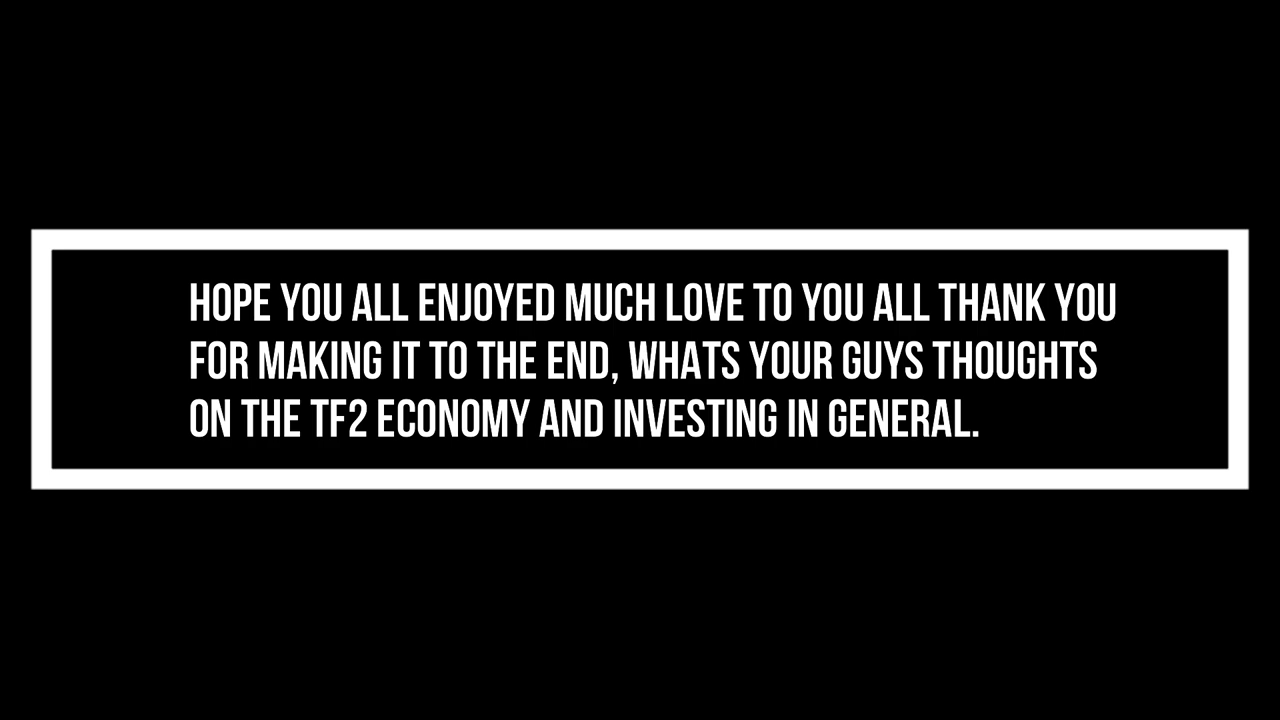 HOPE YOU ALL ENJOYED MUCH LOVE TO YOU ALL THANK YOU
FOR MAKING IT TO THE END, WHATS YOUR GUYS THOUGHTS
ON THE TF2 ECONOMY AND INVESTING IN GENERAL.